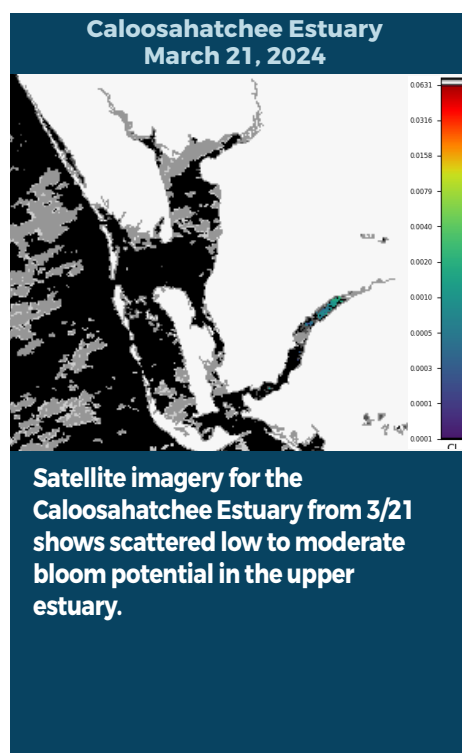 Caloosahatchee Estuary
March 21, 2024
0.0631
0.0316
0.0158
0.0079
0.0040
0.0020
0.0010
0.0005
0.0003
0.0001
0.0001
Satellite imagery for the
Caloosahatchee Estuary from 3/21
shows scattered low to moderate
bloom potential in the upper
estuary.